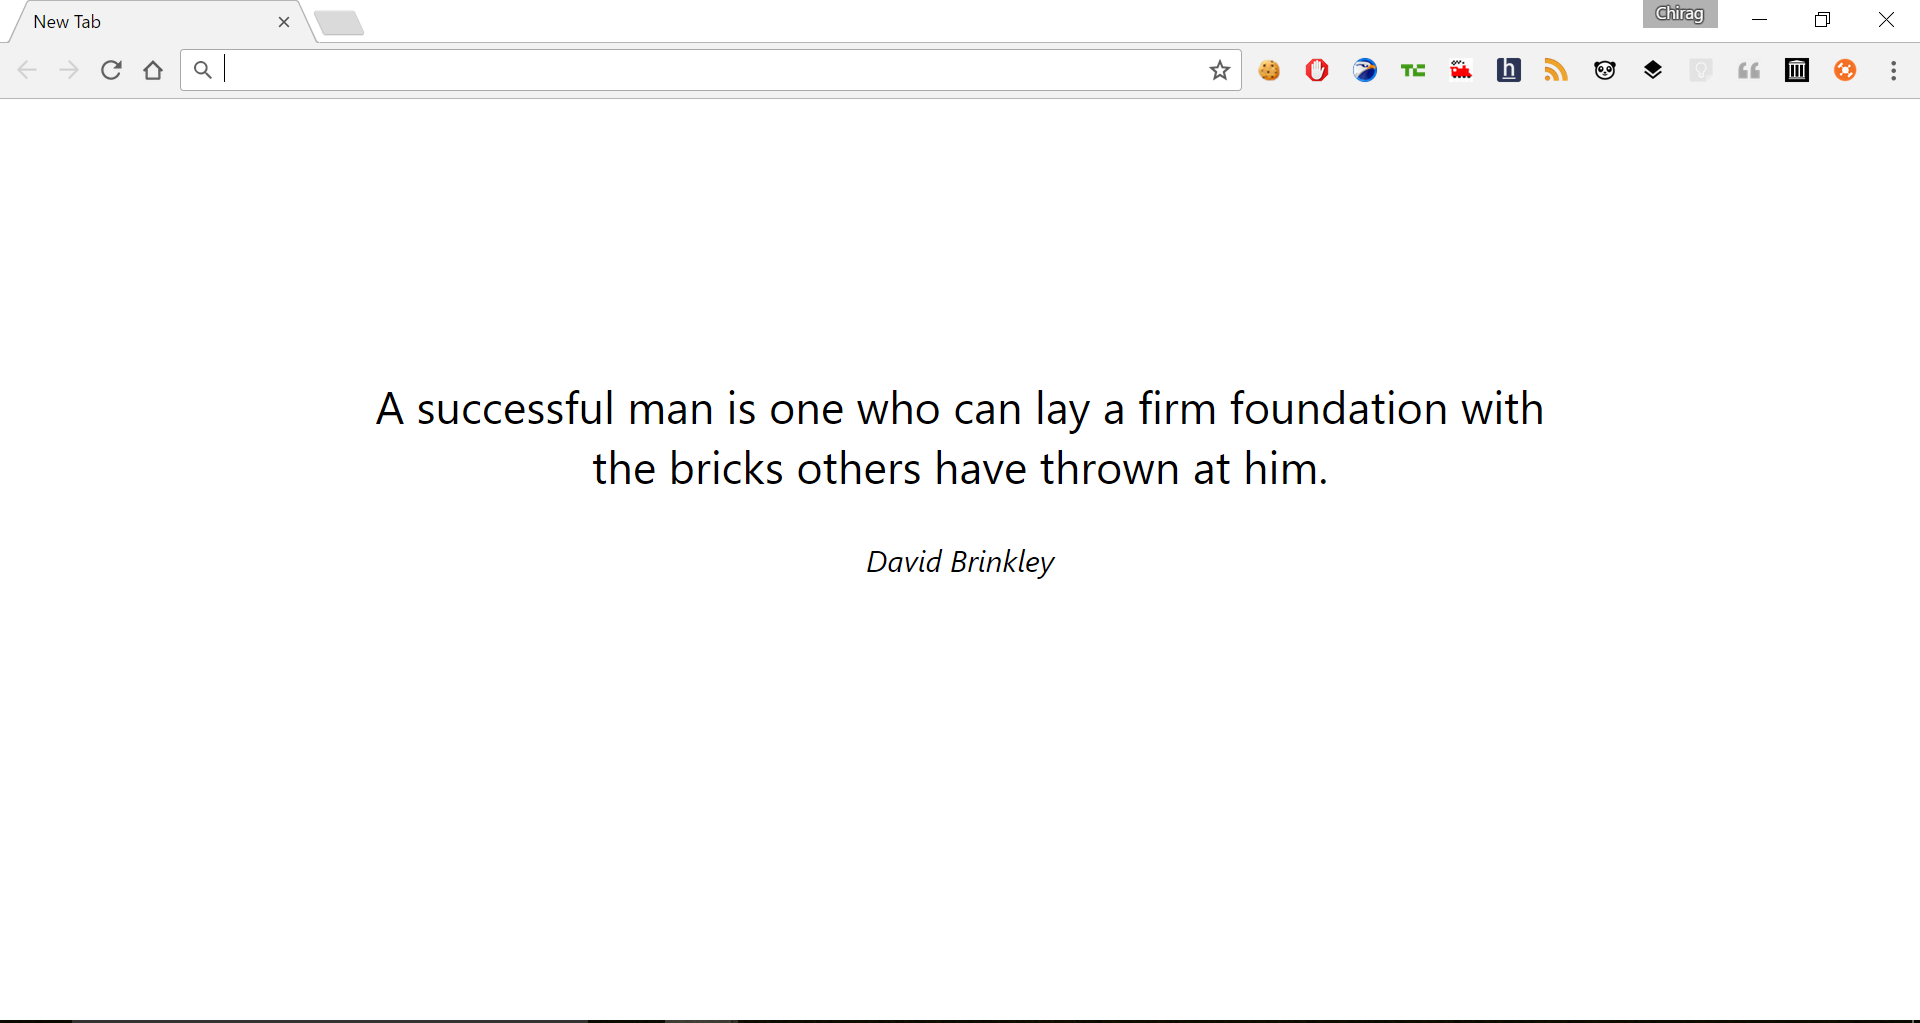 New Tab
Chirag
TC
h
A successful man is one who can lay a firm foundation with
the bricks others have thrown at him.
David Brinkley